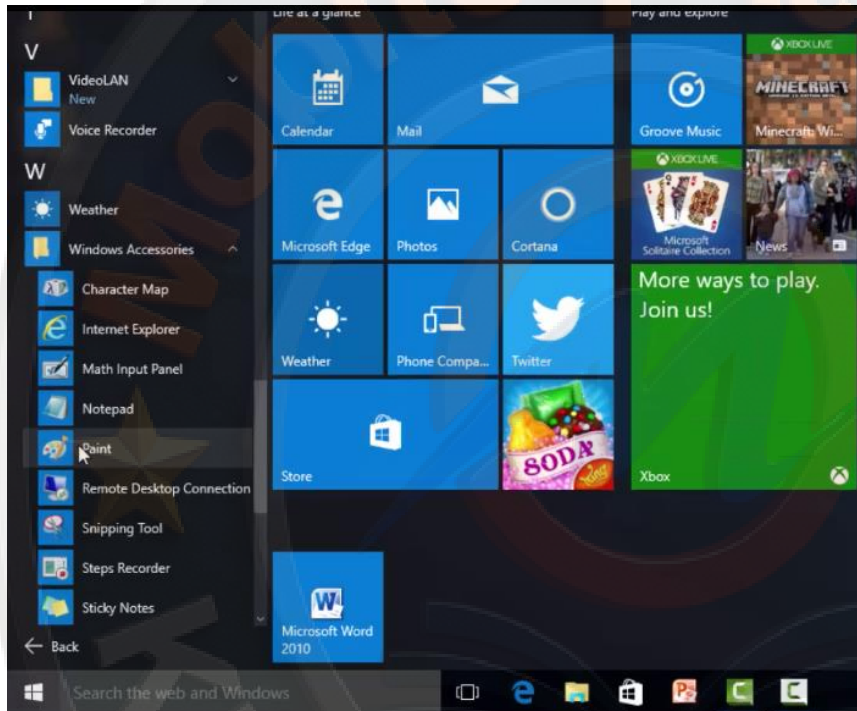 Life at a glance
Play and explore
V
VideoLAN
New
Voice Recorder
W
Weather
Windows Accessories
Character Map
Internet Explorer
Math Input Panel
Notepad
Paint
Remote Desktop Connection
Snipping Tool
Steps Recorder
Sticky Notes
Back
Search the web and Windows
Calendar
Mail
Microsoft Edge
Photos
Cortana
Weather
Phone Compa...
Twitter
Store
SODA
King
Microsoft Word
2010
Groove Music
XBOX LIVE
MINECRAFT
Minecraft: Wi...
XBOX LIVE
Microsoft
Solitaire Collection
News
More ways to play.
Join us!
Xbox